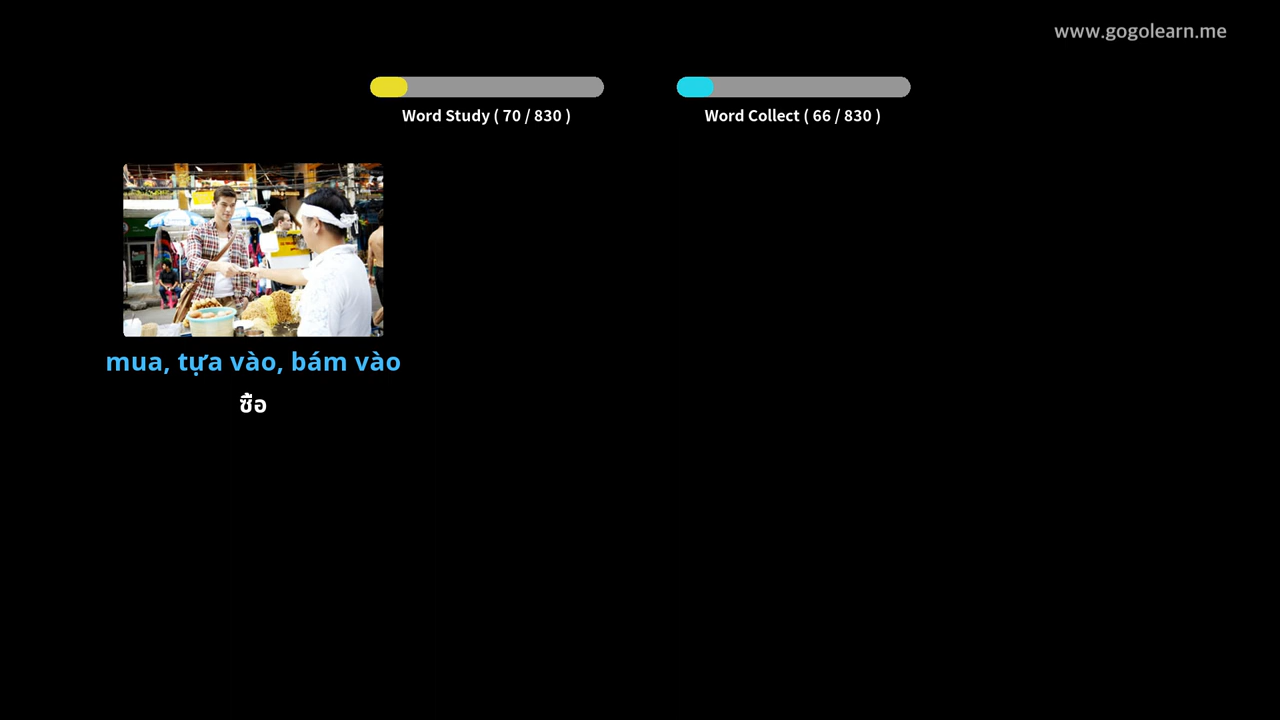 www.gogolearn.me
Word Study ( 70 / 830 )
Word Collect ( 66 / 830 )
mua, tựa vào, bám vào
ซื้อ